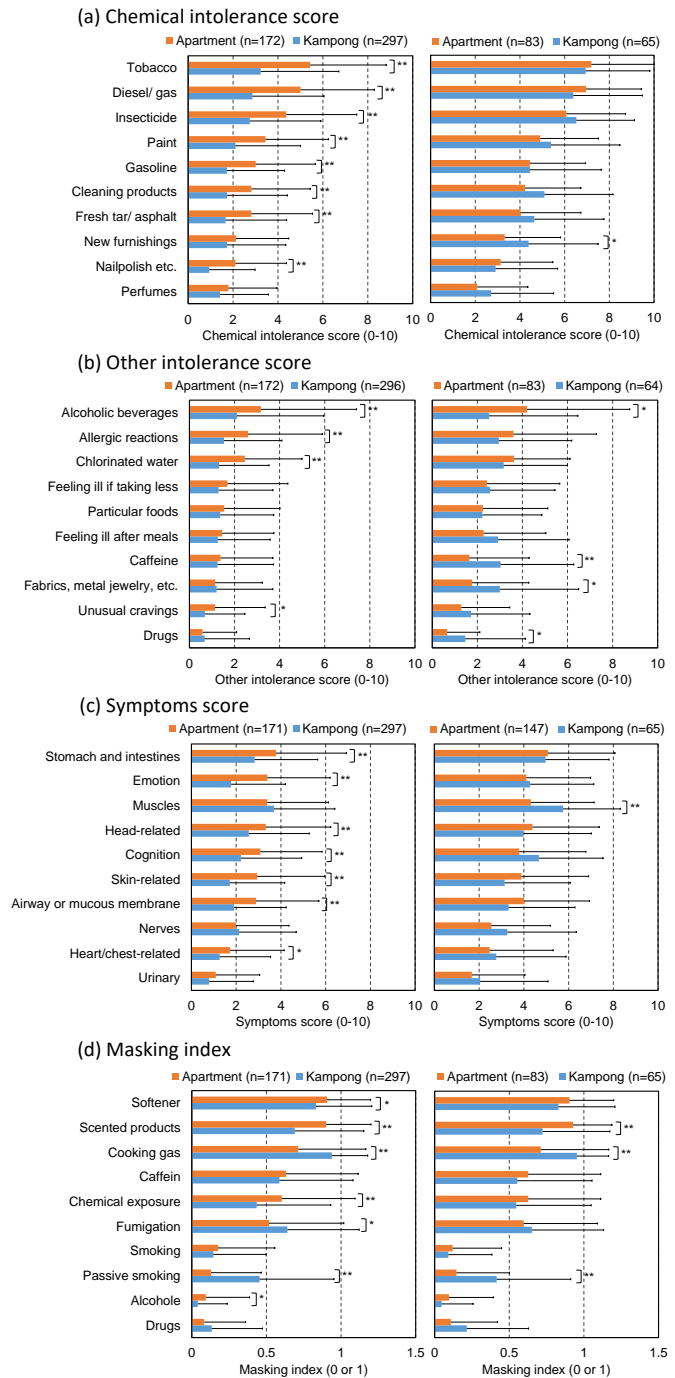 (a) Chemical intolerance score
Apartment (n=172) Kampong (n=297) Apartment (n=83) Kampong (n=65)
Tobacco **
Diesel/ gas **
Insecticide **
Paint **
Gasoline **
Cleaning products **
Fresh tar/ asphalt **
New furnishings *
Nailpolish etc. **
Perfumes
0 2 4 6 8 10 0 2 4 6 8 10
Chemical intolerance score (0-10) Chemical intolerance score (0-10)
(b) Other intolerance score
Apartment (n=172) Kampong (n=296) Apartment (n=83) Kampong (n=64)
Alcoholic beverages ** *
Allergic reactions **
Chlorinated water **
Feeling ill if taking less
Particular foods
Feeling ill after meals
Caffeine **
Fabrics, metal jewelry, etc. *
Unusual cravings *
Drugs *
0 2 4 6 8 10 0 2 4 6 8 10
Other intolerance score (0-10) Other intolerance score (0-10)
(c) Symptoms score
Apartment (n=171) Kampong (n=297) Apartment (n=147) Kampong (n=65)
Stomach and intestines **
Emotion **
Muscles **
Head-related **
Cognition **
Skin-related **
Airway or mucous membrane **
Nerves
Heart/chest-related *
Urinary
0 2 4 6 8 10 0 2 4 6 8 10
Symptoms score (0-10) Symptoms score (0-10)
(d) Masking index
Apartment (n=171) Kampong (n=297) Apartment (n=83) Kampong (n=65)
Softener *
Scented products ** **
Cooking gas ** **
Caffein
Chemical exposure **
Fumigation *
Smoking
Passive smoking ** **
Alcohole *
Drugs
0 0.5 1 1.5 0 0.5 1 1.5
Masking index (0 or 1) Masking index (0 or 1)